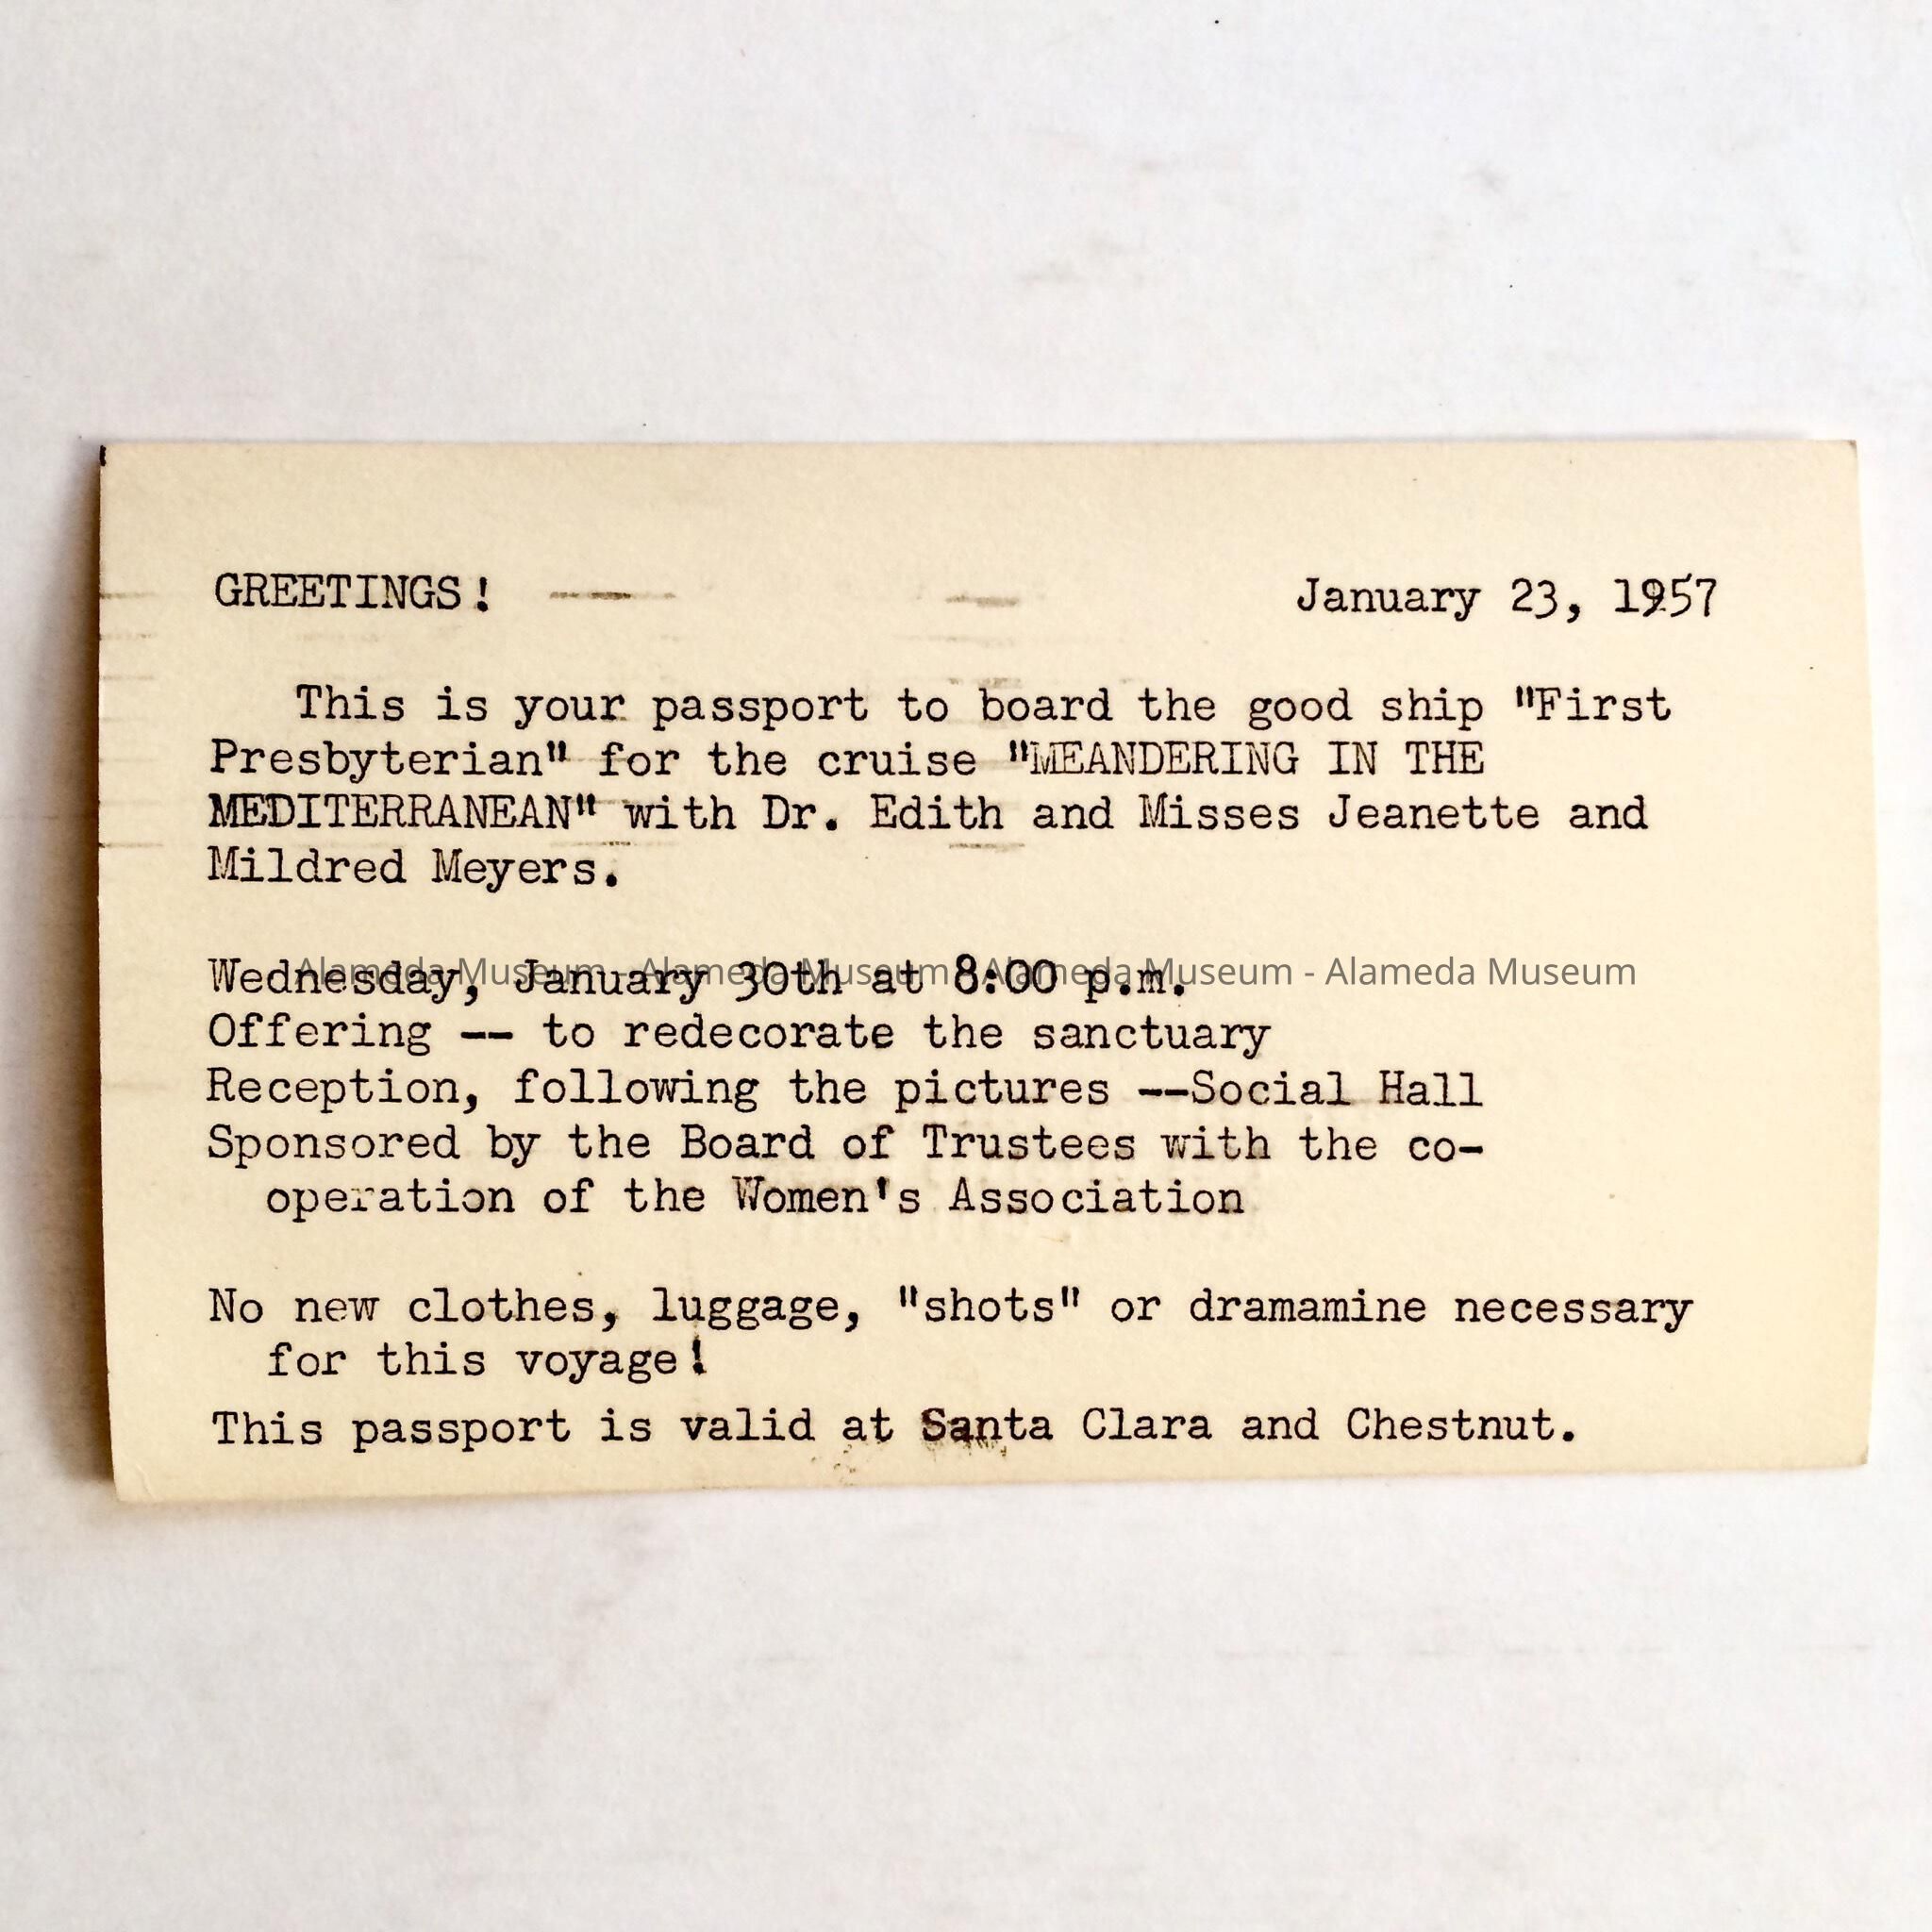 GREETINGS! January 23, 1957
This is your passport to board the good ship "First
Presbyterian" for the cruise "MEANDERING IN THE
MEDITERRANEAN" with Dr. Edith and Misses Jeanette and
Mildred Meyers.
Wednesday, January 30th at 8:00 p.m.
Alameda Museum - Alameda Museum - Alameda Museum - Alameda Museum
Offering -- to redecorate the sanctuary
Reception, following the pictures --Social Hall
Sponsored by the Board of Trustees with the co-
operation of the Women's Association
No new clothes, luggage, "shots" or dramamine necessary
for this voyage!
This passport is valid at Santa Clara and Chestnut.